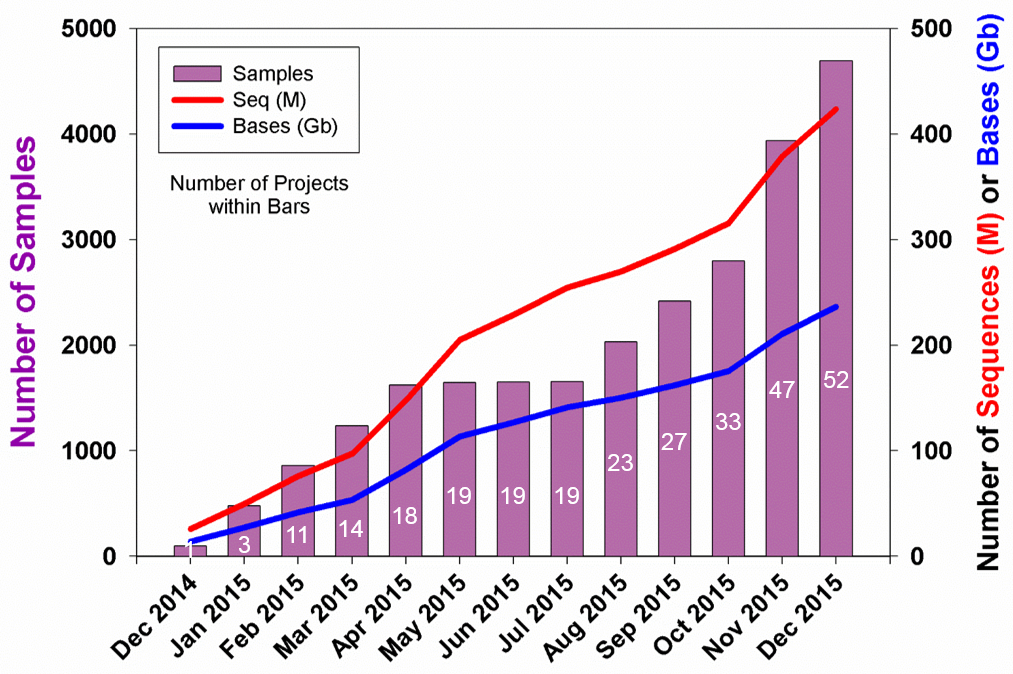 5000
4000
3000
2000
1000
0
Number of Samples
Samples
Seq (M)
Bases (Gb)
Number of Projects
within Bars
1
3
11
14
18
19
19
19
23
27
33
47
52
500
400
300
200
100
0
Number of Sequences (M) or Bases (Gb)
Dec 2014
Jan 2015
Feb 2015
Mar 2015
Apr 2015
May 2015
Jun 2015
Jul 2015
Aug 2015
Sep 2015
Oct 2015
Nov 2015
Dec 2015